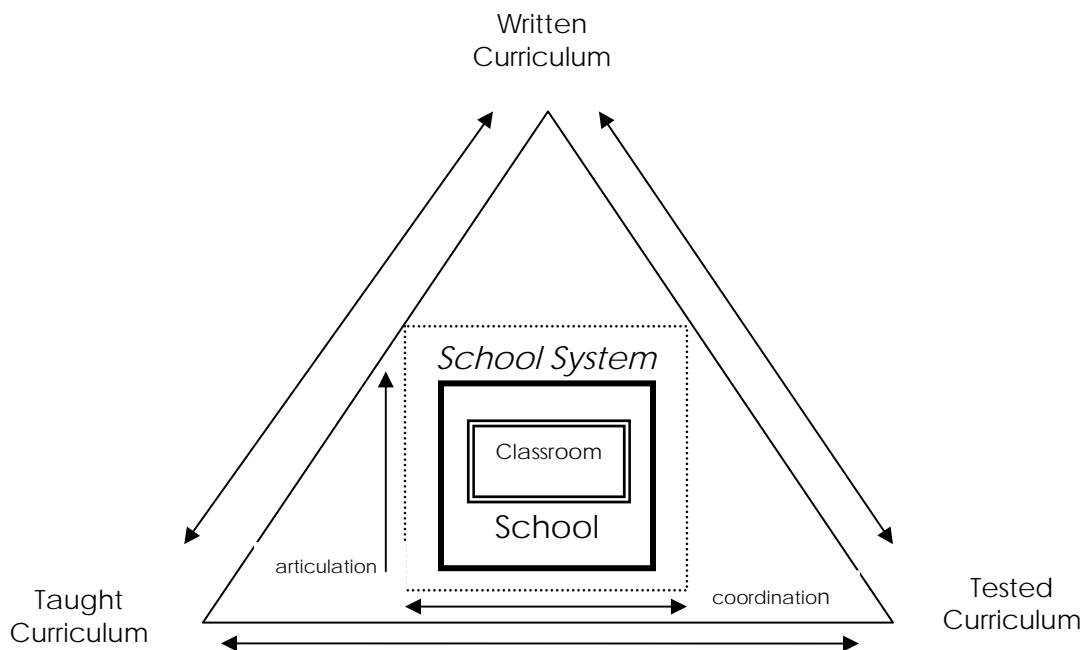 Written
Curriculum
School System
Classroom
School
articulation
coordination
Taught
Curriculum
Tested
Curriculum